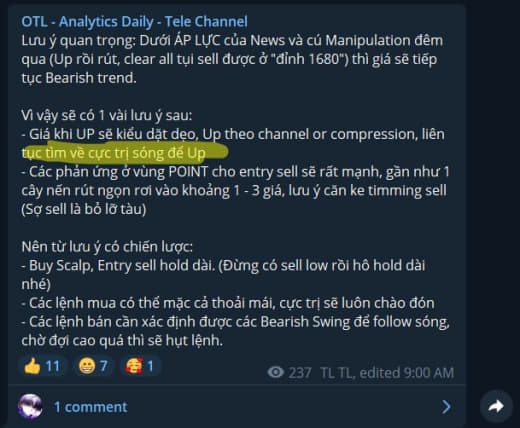 OTL - Analytics Daily - Tele Channel
Lưu ý quan trọng: Dưới ÁP LỰC của News và cú Manipulation đêm
qua (Up rồi rút, clear all tụi sell được ở "đỉnh 1680") thì giá sẽ tiếp
tục Bearish trend.
Vì vậy sẽ có 1 vài lưu ý sau:
- Giá khi UP sẽ kiểu dặt dẹo, Up theo channel or compression, liên
tục tìm về cực trị sóng để Up
- Các phản ứng ở vùng POINT cho entry sell sẽ rất mạnh, gần như 1
cây nến rút ngọn rơi vào khoảng 1 - 3 giá, lưu ý căn ke timming sell
(Sợ sell là bỏ lỡ tàu)
Nên từ lưu ý có chiến lược:
- Buy Scalp, Entry sell hold dài. (Đừng có sell low rồi hô hold dài
nhé)
- Các lệnh mua có thể mặc cả thoải mái, cực trị sẽ luôn chào đón
- Các lệnh bán cần xác định được các Bearish Swing để follow sóng,
chờ đợi cao quá thì sẽ hụt lệnh.
11 7 1
237 TL TL, edited 9:00 AM
1 comment